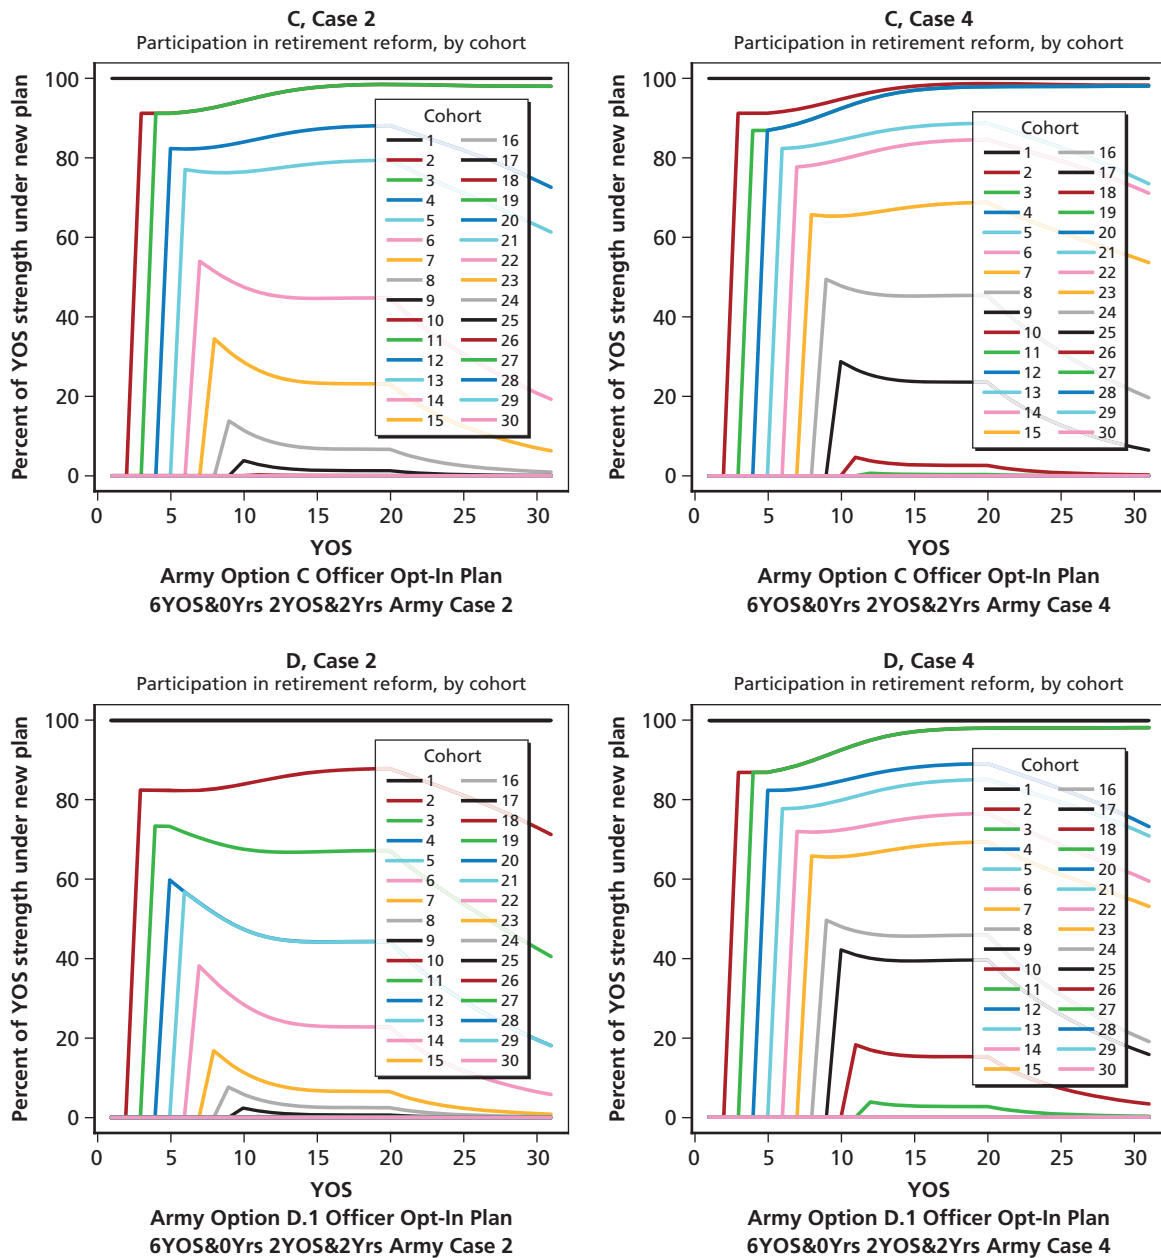 C, Case 2
Participation in retirement reform, by cohort
Percent of YOS strength under new plan
100
80
60
40
20
0
Cohort
1 16
2 17
3 18
4 19
5 20
6 21
7 22
8 23
9 24
10 25
11 26
12 27
13 28
14 29
15 30
0 5 10 15 20 25 30
YOS
Army Option C Officer Opt-In Plan
6YOS&0Yrs 2YOS&2Yrs Army Case 2
C, Case 4
Participation in retirement reform, by cohort
Percent of YOS strength under new plan
100
80
60
40
20
0
Cohort
1 16
2 17
3 18
4 19
5 20
6 21
7 22
8 23
9 24
10 25
11 26
12 27
13 28
14 29
15 30
0 5 10 15 20 25 30
YOS
Army Option C Officer Opt-In Plan
6YOS&0Yrs 2YOS&2Yrs Army Case 4
D, Case 2
Participation in retirement reform, by cohort
Percent of YOS strength under new plan
100
80
60
40
20
0
Cohort
1 16
2 17
3 18
4 19
5 20
6 21
7 22
8 23
9 24
10 25
11 26
12 27
13 28
14 29
15 30
0 5 10 15 20 25 30
YOS
Army Option D.1 Officer Opt-In Plan
6YOS&0Yrs 2YOS&2Yrs Army Case 2
D, Case 4
Participation in retirement reform, by cohort
Percent of YOS strength under new plan
100
80
60
40
20
0
Cohort
1 16
2 17
3 18
4 19
5 20
6 21
7 22
8 23
9 24
10 25
11 26
12 27
13 28
14 29
15 30
0 5 10 15 20 25 30
YOS
Army Option D.1 Officer Opt-In Plan
6YOS&0Yrs 2YOS&2Yrs Army Case 4